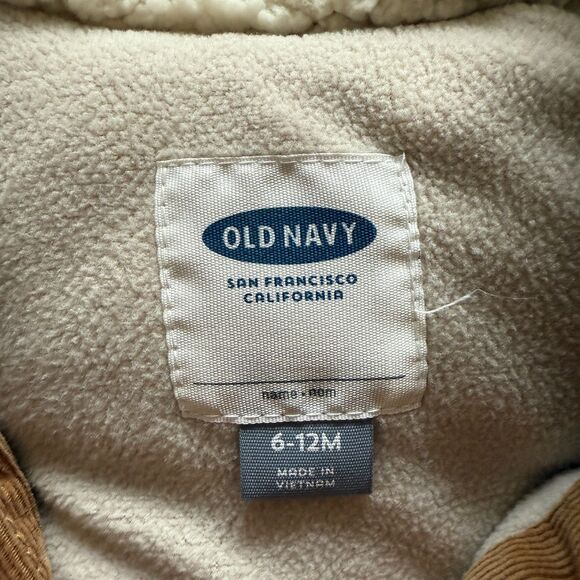 OLD NAVY
SAN FRANCISCO
CALIFORNIA
name • nom
6-12M
MADE IN
VIETNAM